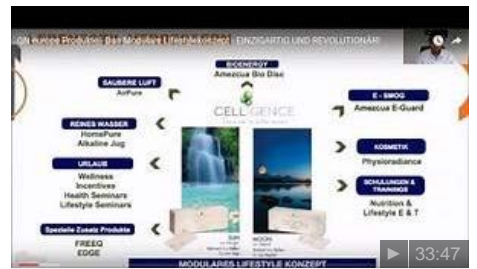 QN europe Produkte - Das Modulare Lifestylekonzept - EINZIGARTIG UND REVOLUTIONÄR!
BIOENERGY
Amezcua Bio Disc
SAUBERE LUFT
AirPure
CELLIGENCE
E - SMOG
Amezcua E-Guard
REINES WASSER
HomePure
Alkaline Jug
KOSMETIK
Physioradiance
URLAUB
Wellness
Incentives
Health Seminars
Lifestyle Seminars
SCHULUNGEN &
TRAININGS
Nutrition &
Lifestyle E & T
Spezielle Zusatz Produkte
FREEQ
EDGE
SUN
MOON
MODULARES LIFESTYLE KONZEPT
33:47